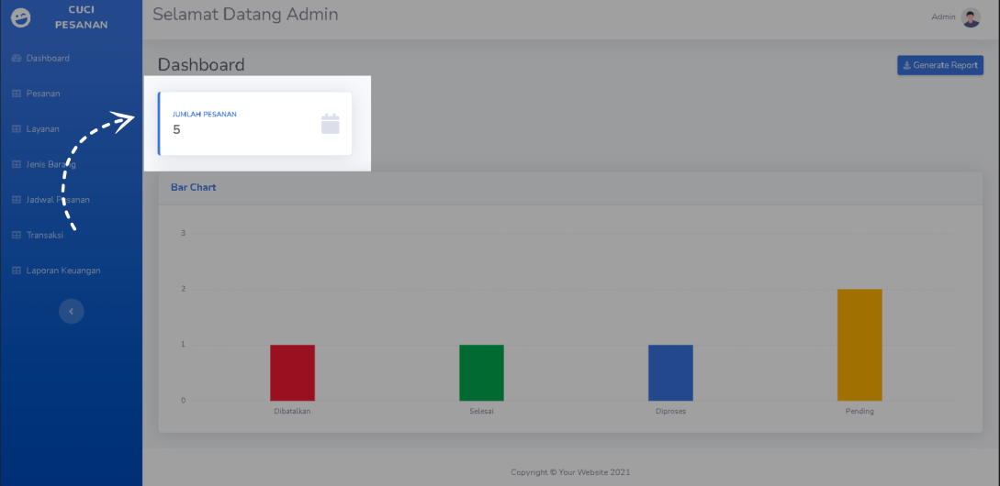 CUCI
PESANAN
Selamat Datang Admin
Admin
Dashboard
Pesanan
Layanan
Jenis Barang
Jadwal Pesanan
Transaksi
Laporan Keuangan
Dashboard
Generate Report
JUMLAH PESANAN
5
Bar Chart
3
2
1
0
Dibatalkan
Selesai
Diproses
Pending
Copyright © Your Website 2021